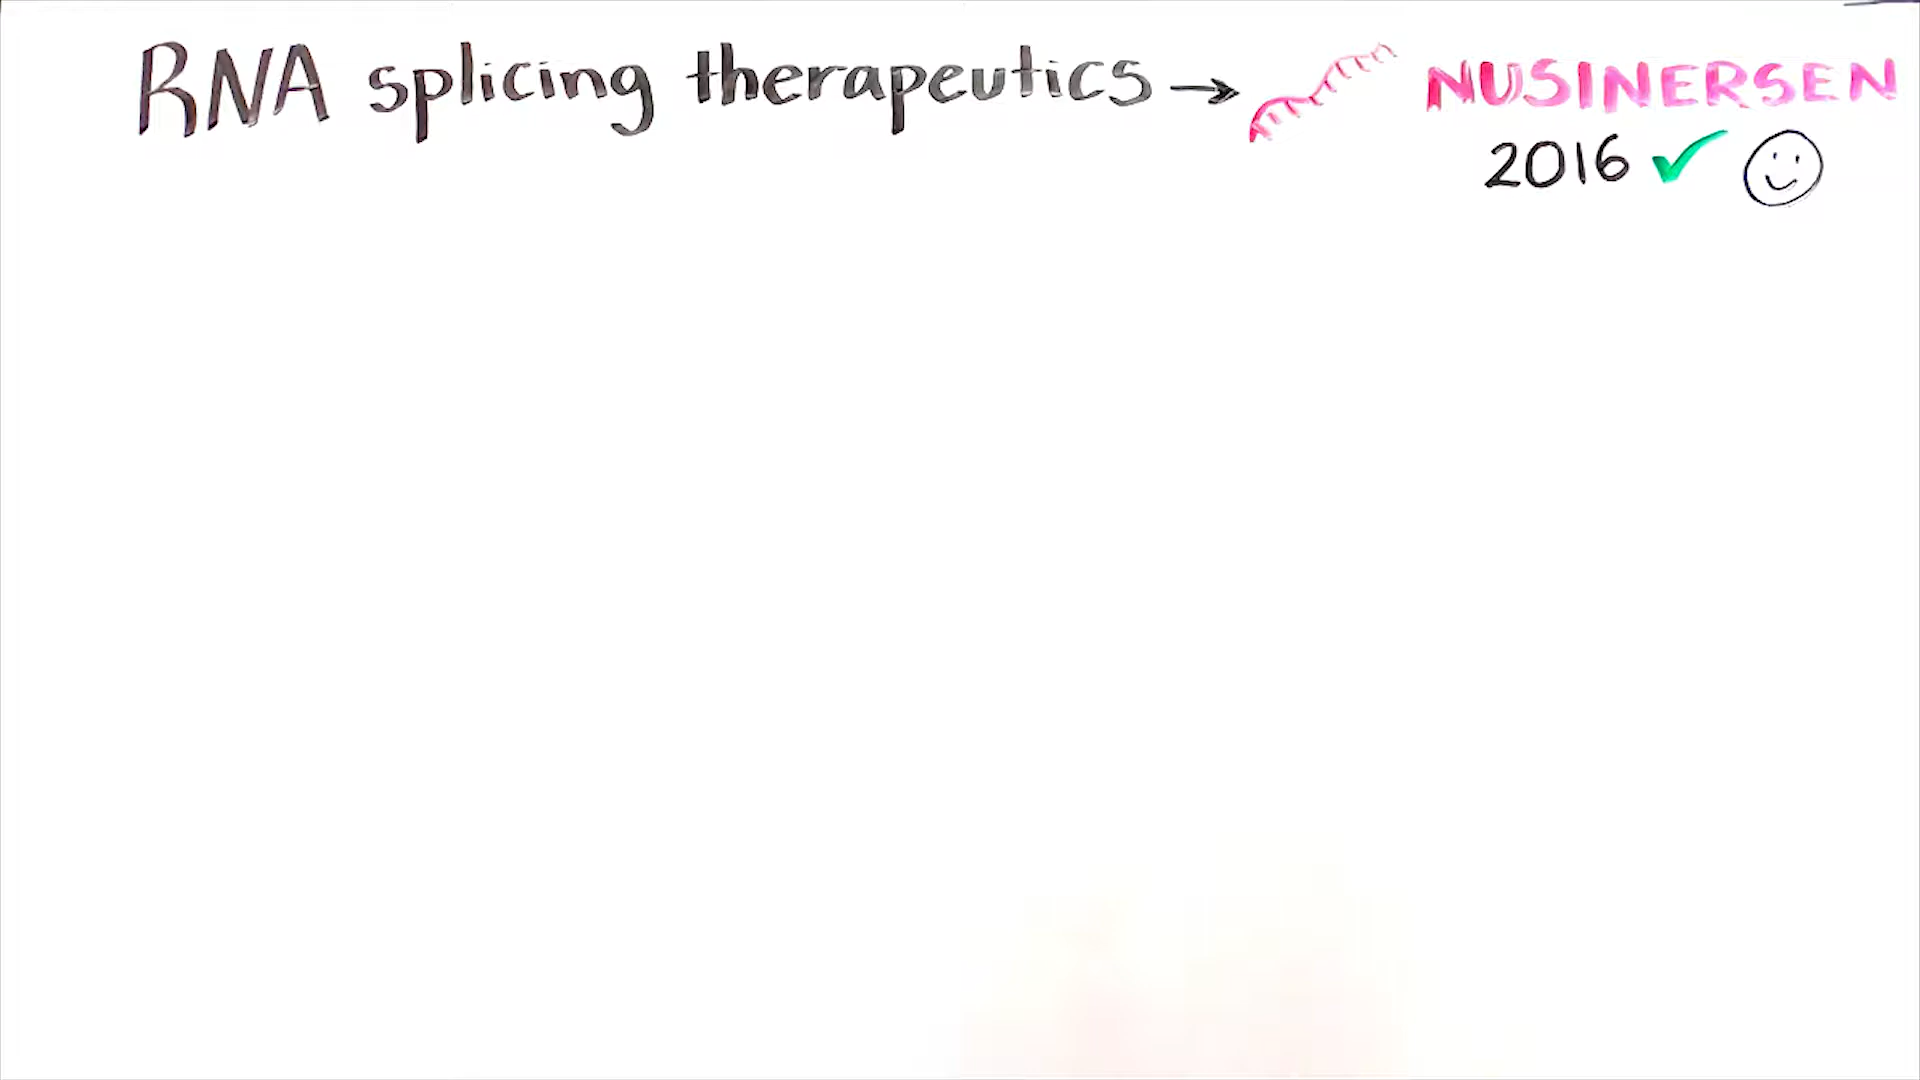 RNA splicing therapeutics → NUSINERSEN
2016 ✓